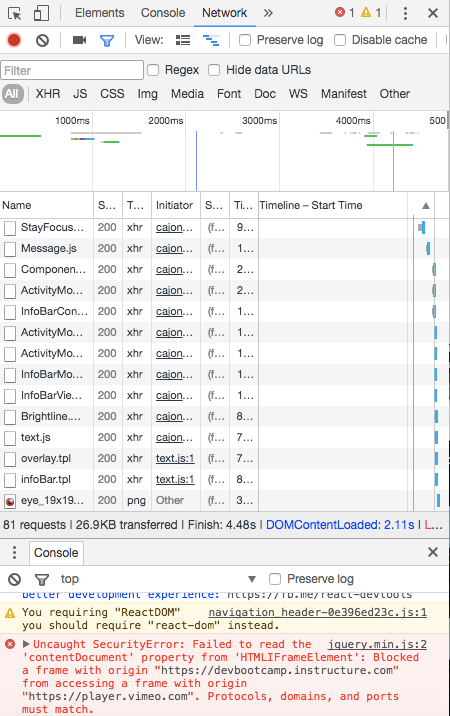 Elements Console Network » 1 1
View: Preserve log Disable cache
Filter Regex Hide data URLs
All XHR JS CSS Img Media Font Doc WS Manifest Other
1000ms 2000ms 3000ms 4000ms 500
Name S... T... Initiator S... Ti... Timeline – Start Time
StayFocus... 200 xhr cajon... (f... 9...
Message.js 200 xhr cajon... (f... 1...
Componen... 200 xhr cajon... (f... 2...
ActivityMo... 200 xhr cajon... (f... 2...
InfoBarCon... 200 xhr cajon... (f... 1...
ActivityMo... 200 xhr cajon... (f... 1...
ActivityMo... 200 xhr cajon... (f... 1...
InfoBarMo... 200 xhr cajon... (f... 1...
InfoBarVie... 200 xhr cajon... (f... 1...
Brightline.... 200 xhr cajon... (f... 8...
text.js 200 xhr cajon... (f... 7...
overlay.tpl 200 xhr text.js:1 (f... 7...
infoBar.tpl 200 xhr text.js:1 (f... 8...
eye_19x19... 200 png Other (f... 3...
81 requests | 26.9KB transferred | Finish: 4.48s | DOMContentLoaded: 2.11s | L...
Console
top Preserve log
better development experience: https://fb.me/react-devtools
You requiring "ReactDOM" navigation_header-0e396ed23c.js:1
you should require "react-dom" instead.
Uncaught SecurityError: Failed to read the jquery.min.js:2
'contentDocument' property from 'HTMLIFrameElement': Blocked
a frame with origin "https://devbootcamp.instructure.com"
from accessing a frame with origin
"https://player.vimeo.com". Protocols, domains, and ports
must match.